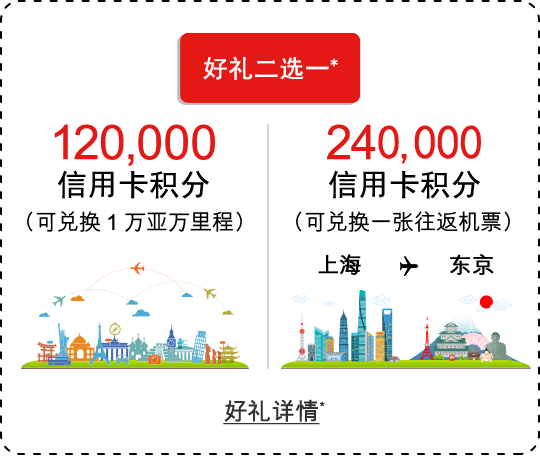 好礼二选一*
120,000
信用卡积分
（可兑换 1 万亚万里程）
240,000
信用卡积分
（可兑换一张往返机票）
上海 东京
好礼详情*